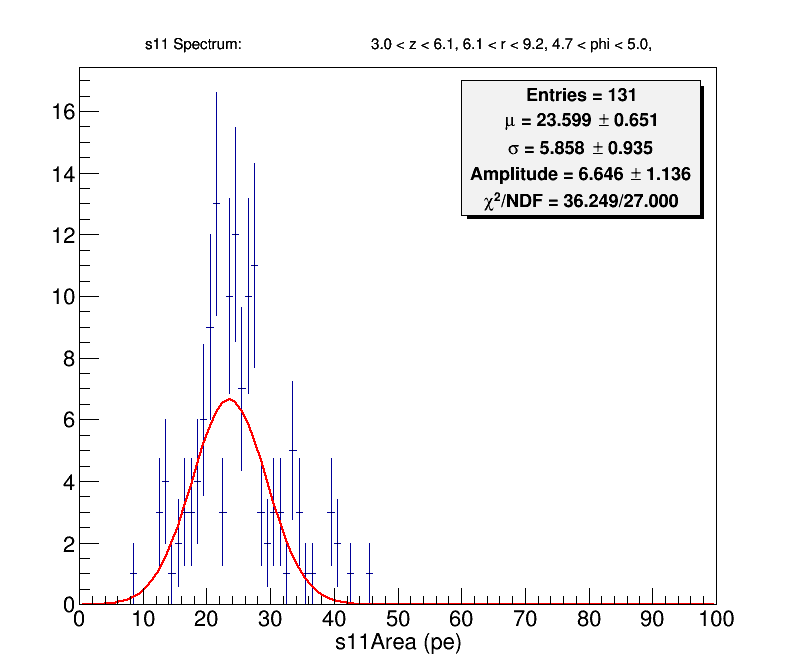 s11 Spectrum: 3.0 < z < 6.1, 6.1 < r < 9.2, 4.7 < phi < 5.0,
Entries = 131
μ = 23.599 ± 0.651
σ = 5.858 ± 0.935
Amplitude = 6.646 ± 1.136
χ²/NDF = 36.249/27.000
16
14
12
10
8
6
4
2
0
0 10 20 30 40 50 60 70 80 90 100
s11Area (pe)